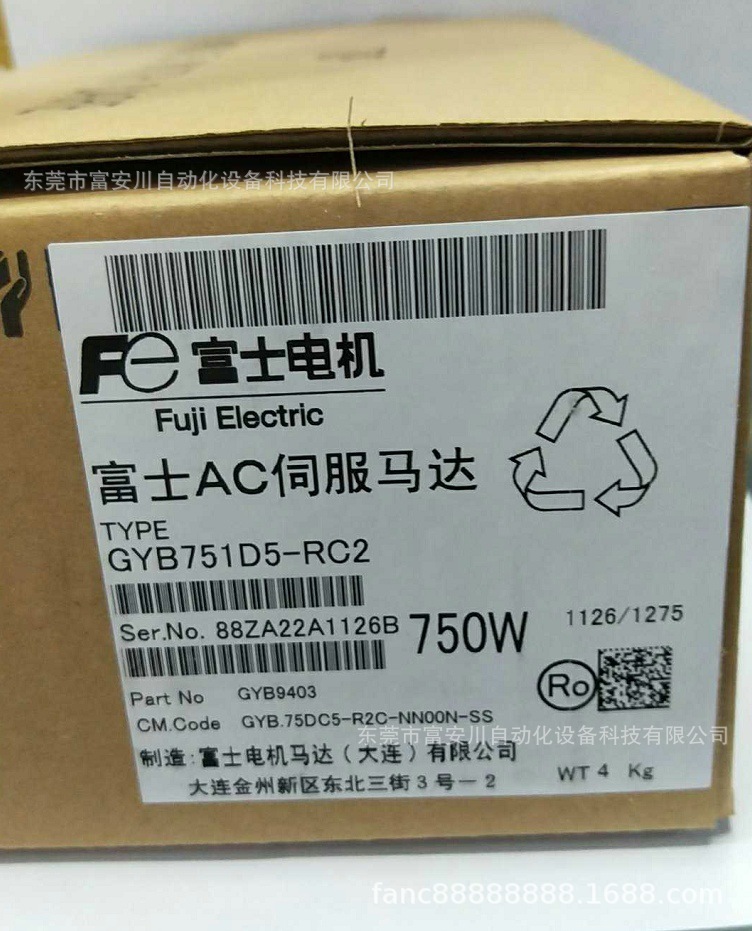 东莞市富安川自动化设备科技有限公司
Fe 富士电机
Fuji Electric
富士AC伺服马达
TYPE
GYB751D5-RC2
Ser.No. 88ZA22A1126B
750W
1126/1275
Ro
Part No GYB9403
CM.Code GYB.75DC5-R2C-NN00N-SS
东莞市富安川自动化设备科技有限公司
制造:富士电机马达(大连)有限公司
大连金州新区东北三街3号-2
WT 4 Kg
fanc88888888.1688.com